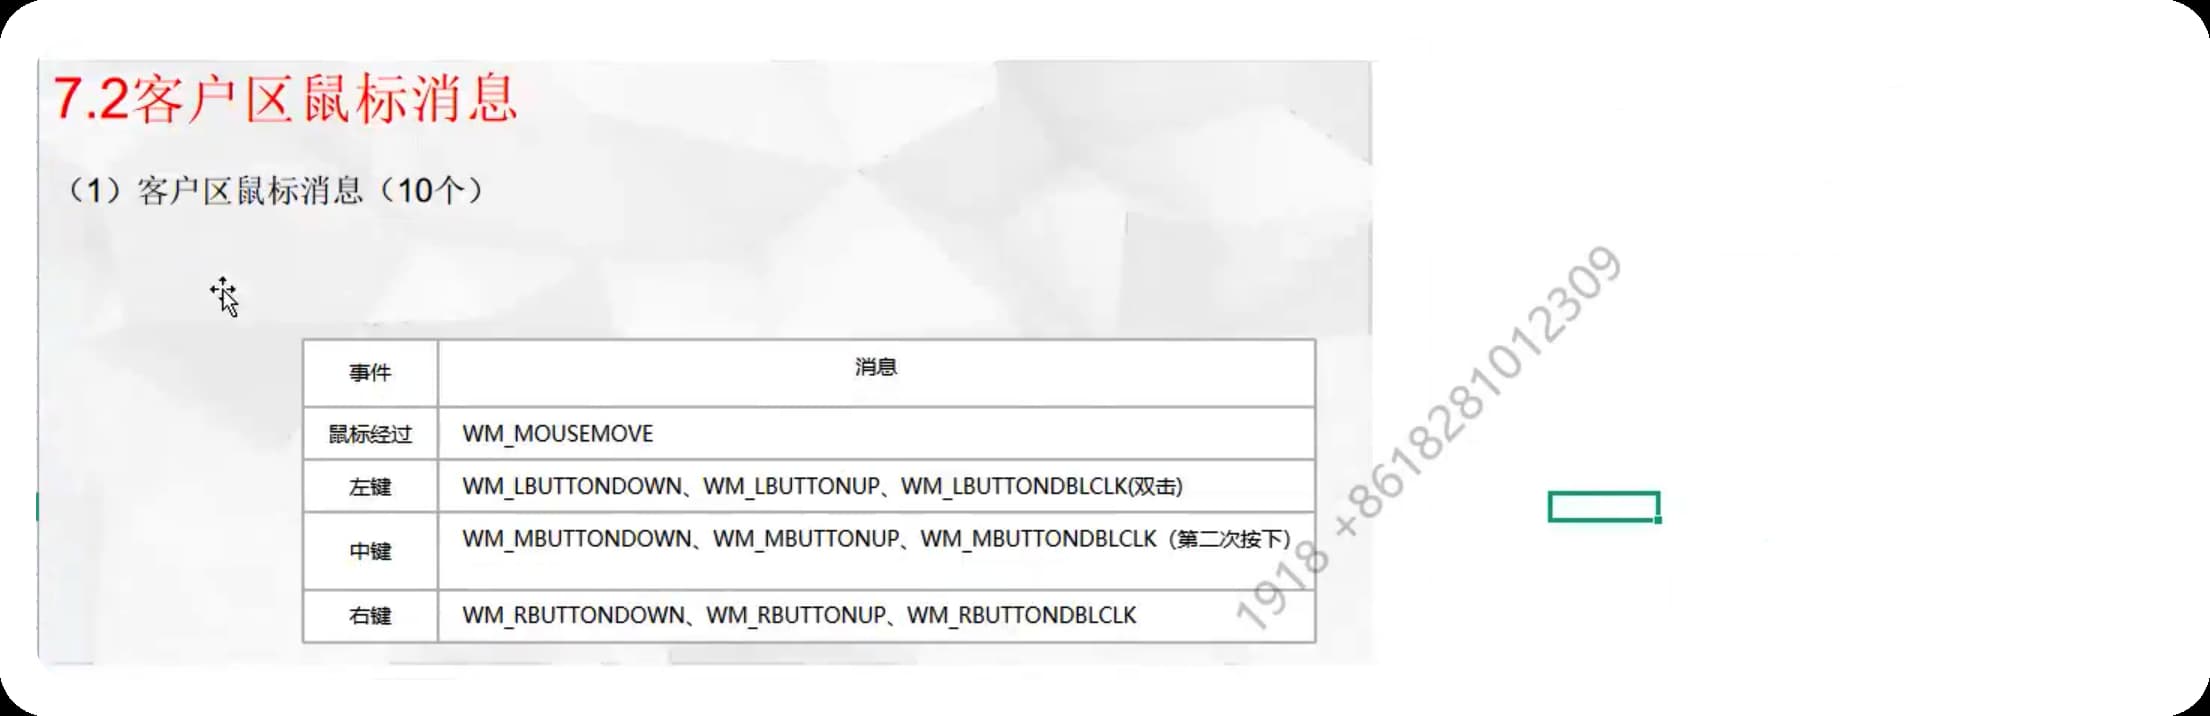 7.2客户区鼠标消息
（1）客户区鼠标消息（10个）
事件 消息
鼠标经过 WM_MOUSEMOVE
左键 WM_LBUTTONDOWN、WM_LBUTTONUP、WM_LBUTTONDBLCLK(双击)
中键 WM_MBUTTONDOWN、WM_MBUTTONUP、WM_MBUTTONDBLCLK（第二次按下）
右键 WM_RBUTTONDOWN、WM_RBUTTONUP、WM_RBUTTONDBLCLK
1918 +8618281012309